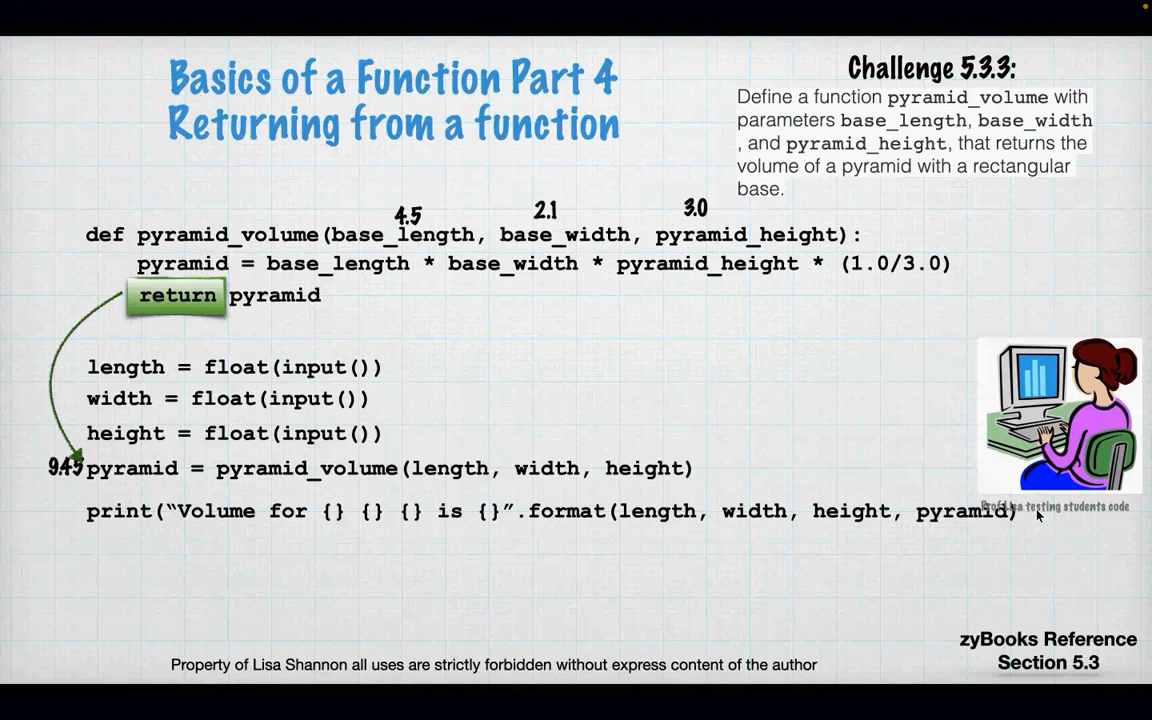 Basics of a Function Part 4
Returning from a function
Challenge 5.3.3:
Define a function pyramid_volume with
parameters base_length, base_width
, and pyramid_height, that returns the
volume of a pyramid with a rectangular
base.
4.5 2.1 3.0
def pyramid_volume(base_length, base_width, pyramid_height):
pyramid = base_length * base_width * pyramid_height * (1.0/3.0)
return pyramid
length = float(input())
width = float(input())
height = float(input())
9.45 pyramid = pyramid_volume(length, width, height)
print(“Volume for {} {} {} is {}”.format(length, width, height, pyramid)
Prof Lisa testing students code
zyBooks Reference
Section 5.3
Property of Lisa Shannon all uses are strictly forbidden without express content of the author